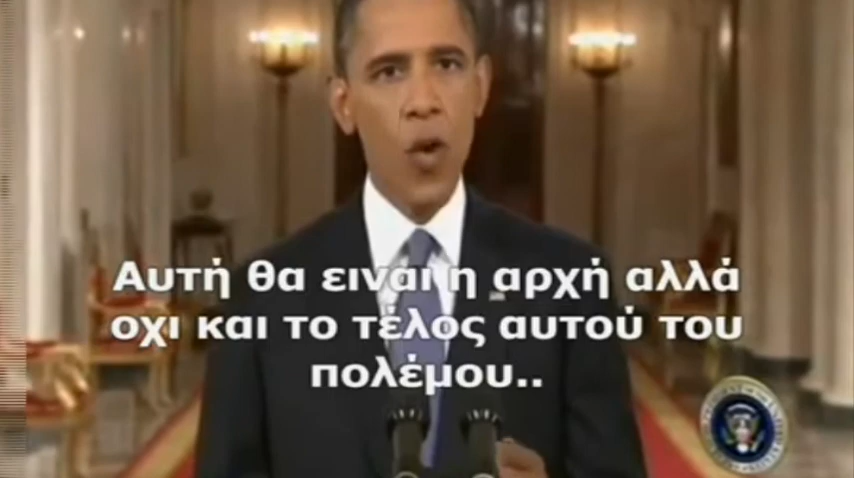 Αυτή θα ειναι η αρχή αλλά
οχι και το τέλος αυτού του
πολέμου..